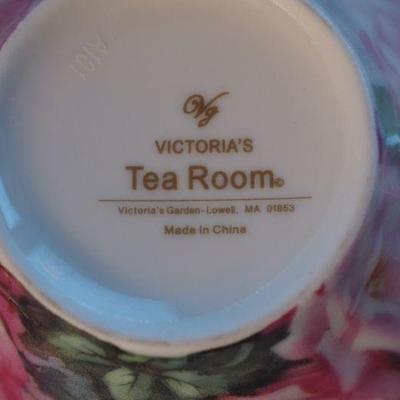 A101
Vg
VICTORIA'S
Tea Room©
Victoria's Garden-Lowell, MA 01853
Made in China